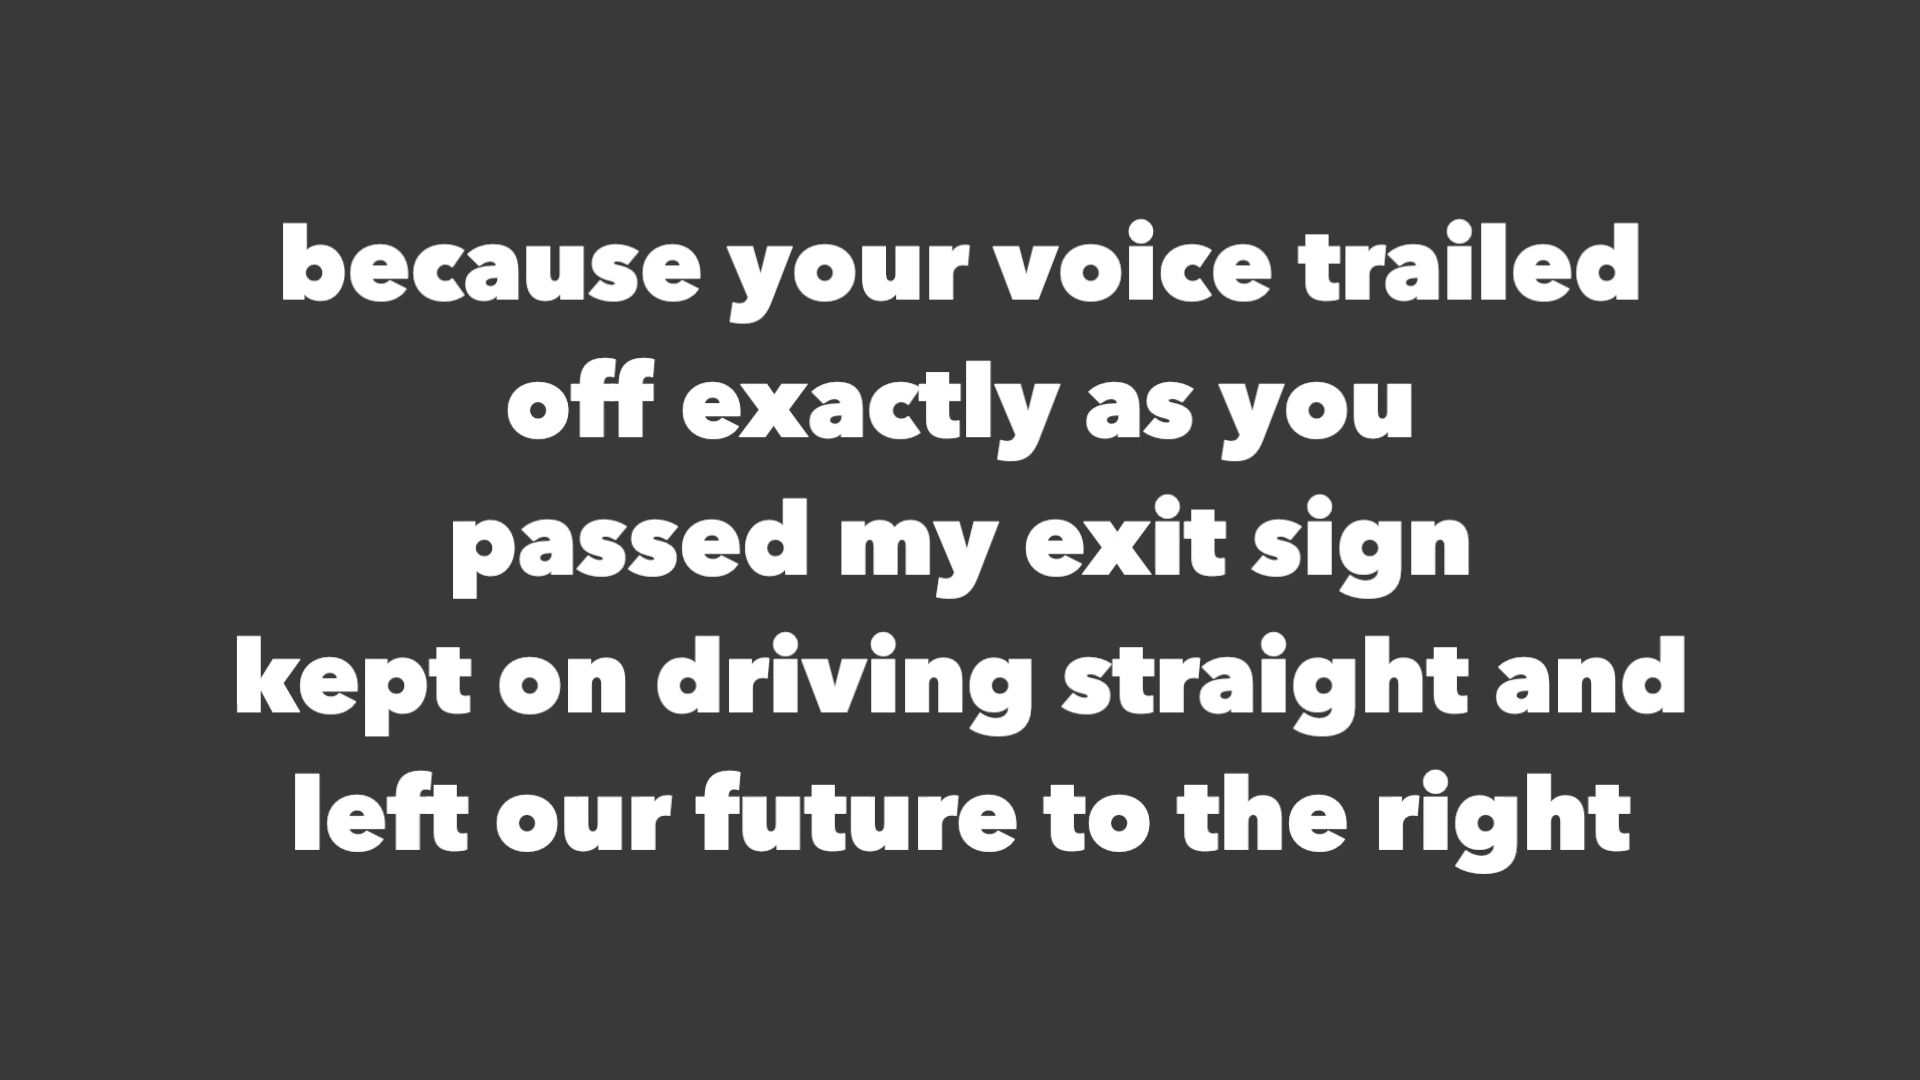 because your voice trailed
off exactly as you
passed my exit sign
kept on driving straight and
left our future to the right